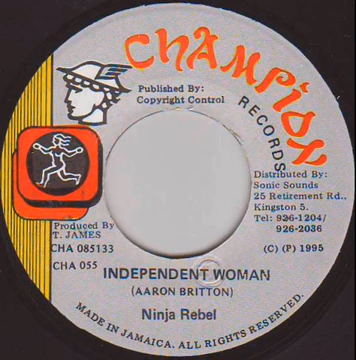 CHAMPION
RECORDS
Published By:
Copyright Control
Distributed By:
Sonic Sounds
25 Retirement Rd.,
Kingston 5.
Tel: 926-1204/
926-2036
Produced By
T. JAMES
CHA 085133
(C) (P) 1995
CHA 055
INDEPENDENT WOMAN
(AARON BRITTON)
Ninja Rebel
MADE IN JAMAICA. ALL RIGHTS RESERVED.